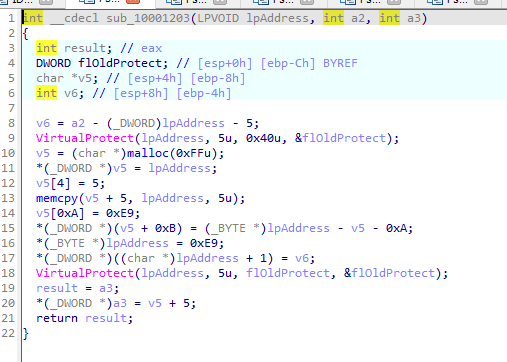 1 int __cdecl sub_10001203(LPVOID lpAddress, int a2, int a3)
2 {
3 int result; // eax
4 DWORD flOldProtect; // [esp+0h] [ebp-Ch] BYREF
5 char *v5; // [esp+4h] [ebp-8h]
6 int v6; // [esp+8h] [ebp-4h]
7
8 v6 = a2 - (_DWORD)lpAddress - 5;
9 VirtualProtect(lpAddress, 5u, 0x40u, &flOldProtect);
10 v5 = (char *)malloc(0xFFu);
11 *(_DWORD *)v5 = lpAddress;
12 v5[4] = 5;
13 memcpy(v5 + 5, lpAddress, 5u);
14 v5[0xA] = 0xE9;
15 *(_DWORD *)(v5 + 0xB) = (_BYTE *)lpAddress - v5 - 0xA;
16 *(_BYTE *)lpAddress = 0xE9;
17 *(_DWORD *)((char *)lpAddress + 1) = v6;
18 VirtualProtect(lpAddress, 5u, flOldProtect, &flOldProtect);
19 result = a3;
20 *(_DWORD *)a3 = v5 + 5;
21 return result;
22 }